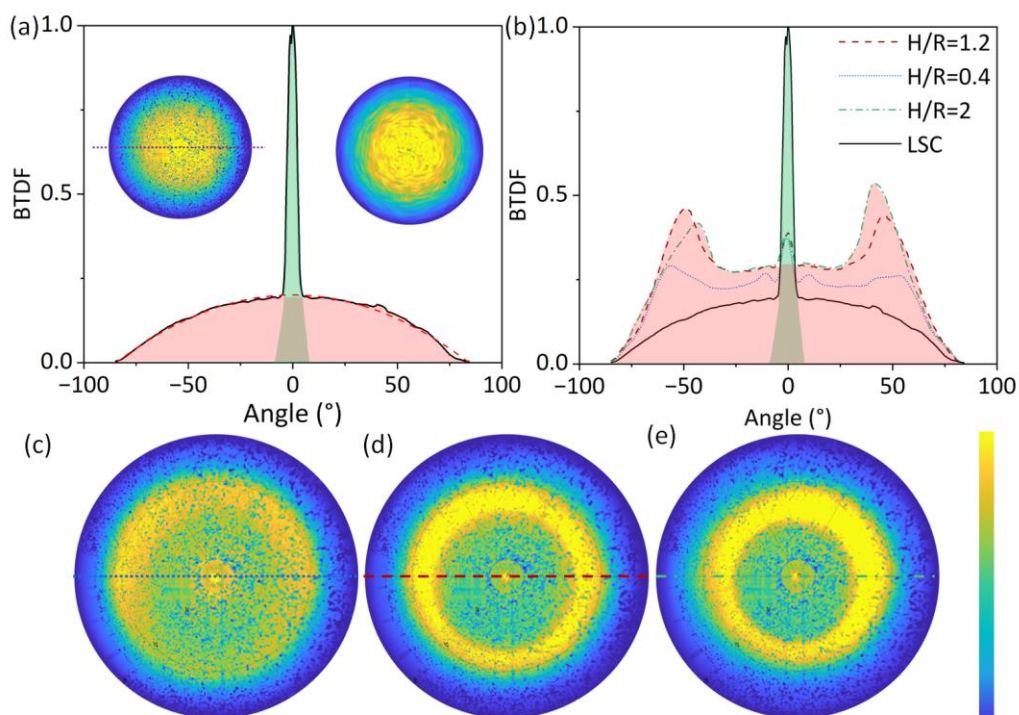 (a)
1.0
0.5
0.0
BTDF
−100
−50
0
50
100
Angle (°)
(b)
1.0
0.5
0.0
BTDF
H/R=1.2
H/R=0.4
H/R=2
LSC
−100
−50
0
50
100
Angle (°)
(c)
(d)
(e)